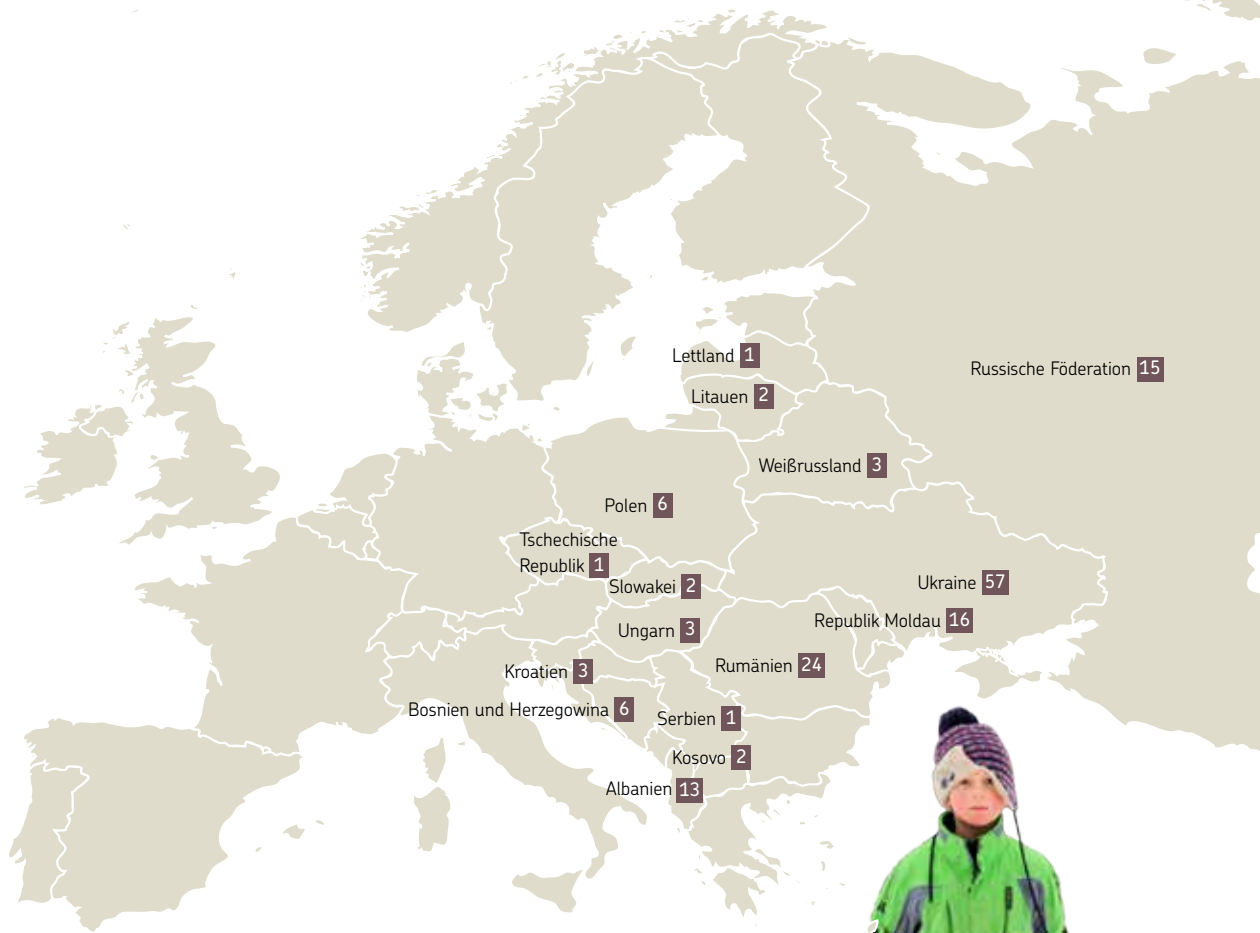 Lettland 1
Russische Föderation 15
Litauen 2
Weißrussland 3
Polen 6
Tschechische
Republik 1
Slowakei 2
Ukraine 57
Republik Moldau 16
Ungarn 3
Rumänien 24
Kroatien 3
Bosnien und Herzegowina 6
Serbien 1
Kosovo 2
Albanien 13